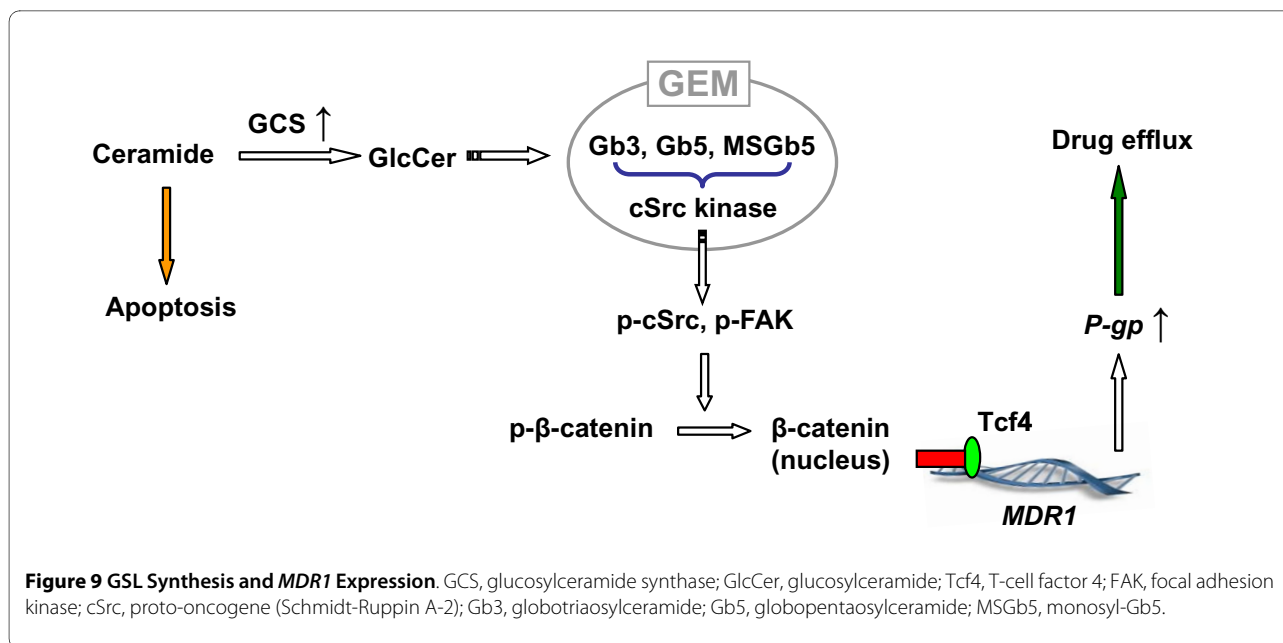 GEM
GCS ↑
Ceramide
GlcCer
Gb3, Gb5, MSGb5
cSrc kinase
Apoptosis
p-cSrc, p-FAK
p-β-catenin
β-catenin
(nucleus)
Tcf4
MDR1
P-gp ↑
Drug efflux
Figure 9 GSL Synthesis and MDR1 Expression. GCS, glucosylceramide synthase; GlcCer, glucosylceramide; Tcf4, T-cell factor 4; FAK, focal adhesion
kinase; cSrc, proto-oncogene (Schmidt-Ruppin A-2); Gb3, globotriaosylceramide; Gb5, globopentaosylceramide; MSGb5, monosyl-Gb5.